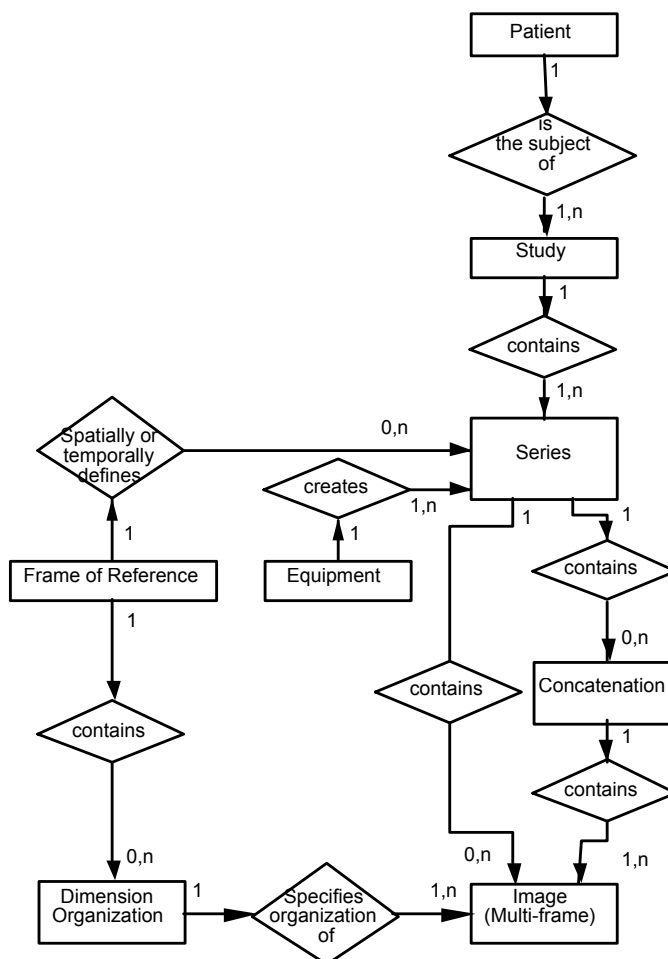 Patient
1
is
the subject
of
1,n
Study
1
contains
1,n
Spatially or
temporally
defines
0,n
Series
creates
1,n
1
1
1
1
contains
Frame of Reference
Equipment
1
0,n
contains
Concatenation
contains
1
contains
0,n
0,n
1,n
Dimension
Organization
1
Specifies
organization
of
1,n
Image
(Multi-frame)